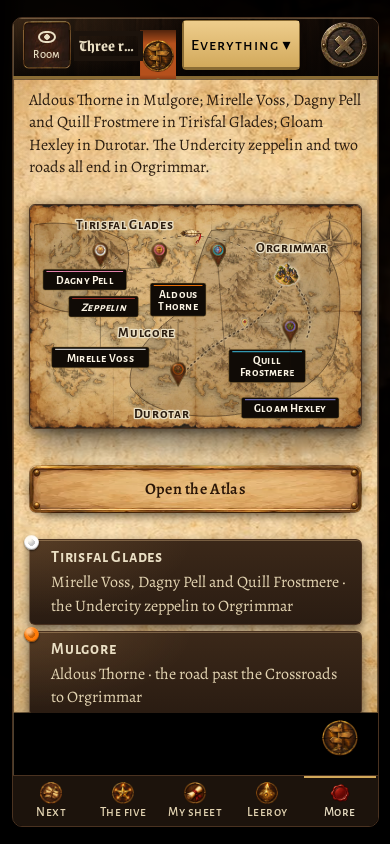 Room
Three r...
Everything ▾
Aldous Thorne in Mulgore; Mirelle Voss, Dagny Pell
and Quill Frostmere in Tirisfal Glades; Gloam
Hexley in Durotar. The Undercity zeppelin and two
roads all end in Orgrimmar.
Tirisfal Glades
Orgrimmar
Dagny Pell
Zeppelin
Aldous
Thorne
Mulgore
Mirelle Voss
Quill
Frostmere
Durotar
Gloam Hexley
Open the Atlas
Tirisfal Glades
Mirelle Voss, Dagny Pell and Quill Frostmere ·
the Undercity zeppelin to Orgrimmar
Mulgore
Aldous Thorne · the road past the Crossroads
to Orgrimmar
Next
The Five
My sheet
Leeroy
More